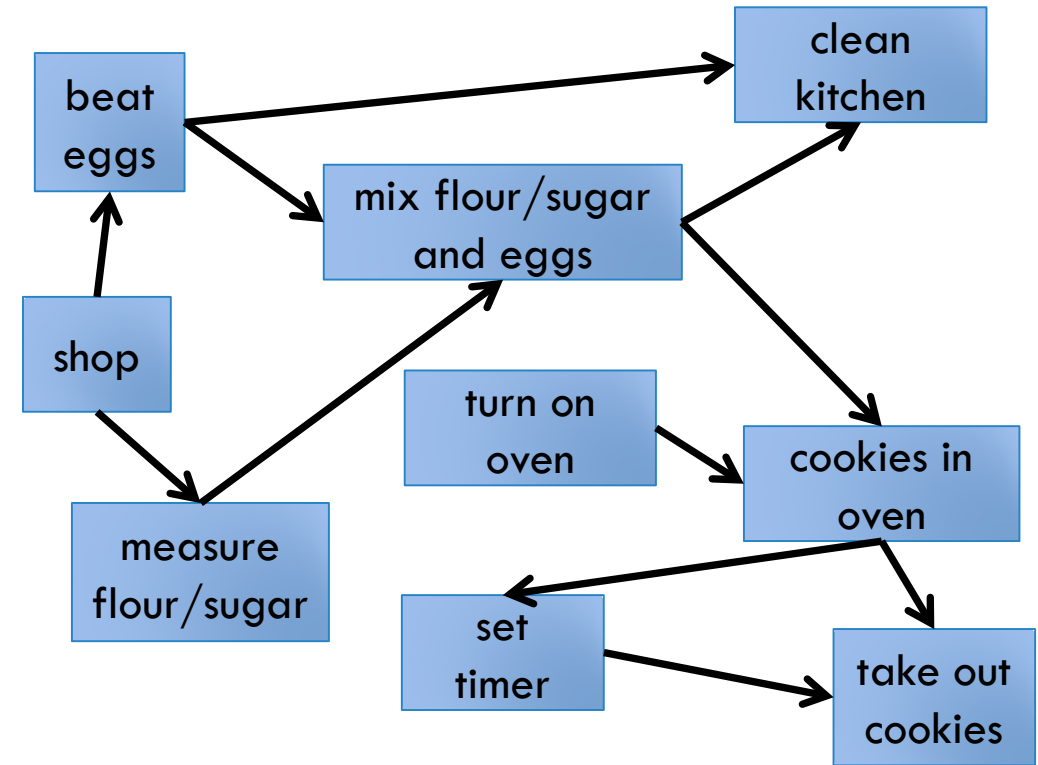 clean
kitchen
beat
eggs
mix flour/sugar
and eggs
shop
turn on
oven
cookies in
oven
measure
flour/sugar
set
timer
take out
cookies